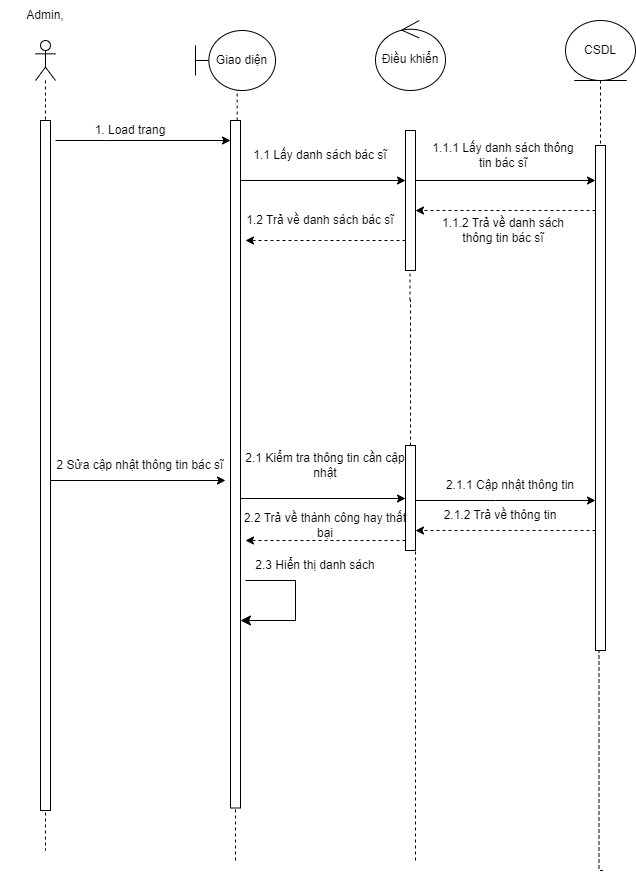 Admin,
Giao diện
Điều khiển
CSDL
1. Load trang
1.1 Lấy danh sách bác sĩ
1.1.1 Lấy danh sách thông
tin bác sĩ
1.2 Trả về danh sách bác sĩ
1.1.2 Trả về danh sách
thông tin bác sĩ
2 Sửa cập nhật thông tin bác sĩ
2.1 Kiểm tra thông tin cần cập
nhật
2.1.1 Cập nhật thông tin
2.2 Trả về thành công hay thất
bại
2.1.2 Trả về thông tin
2.3 Hiển thị danh sách